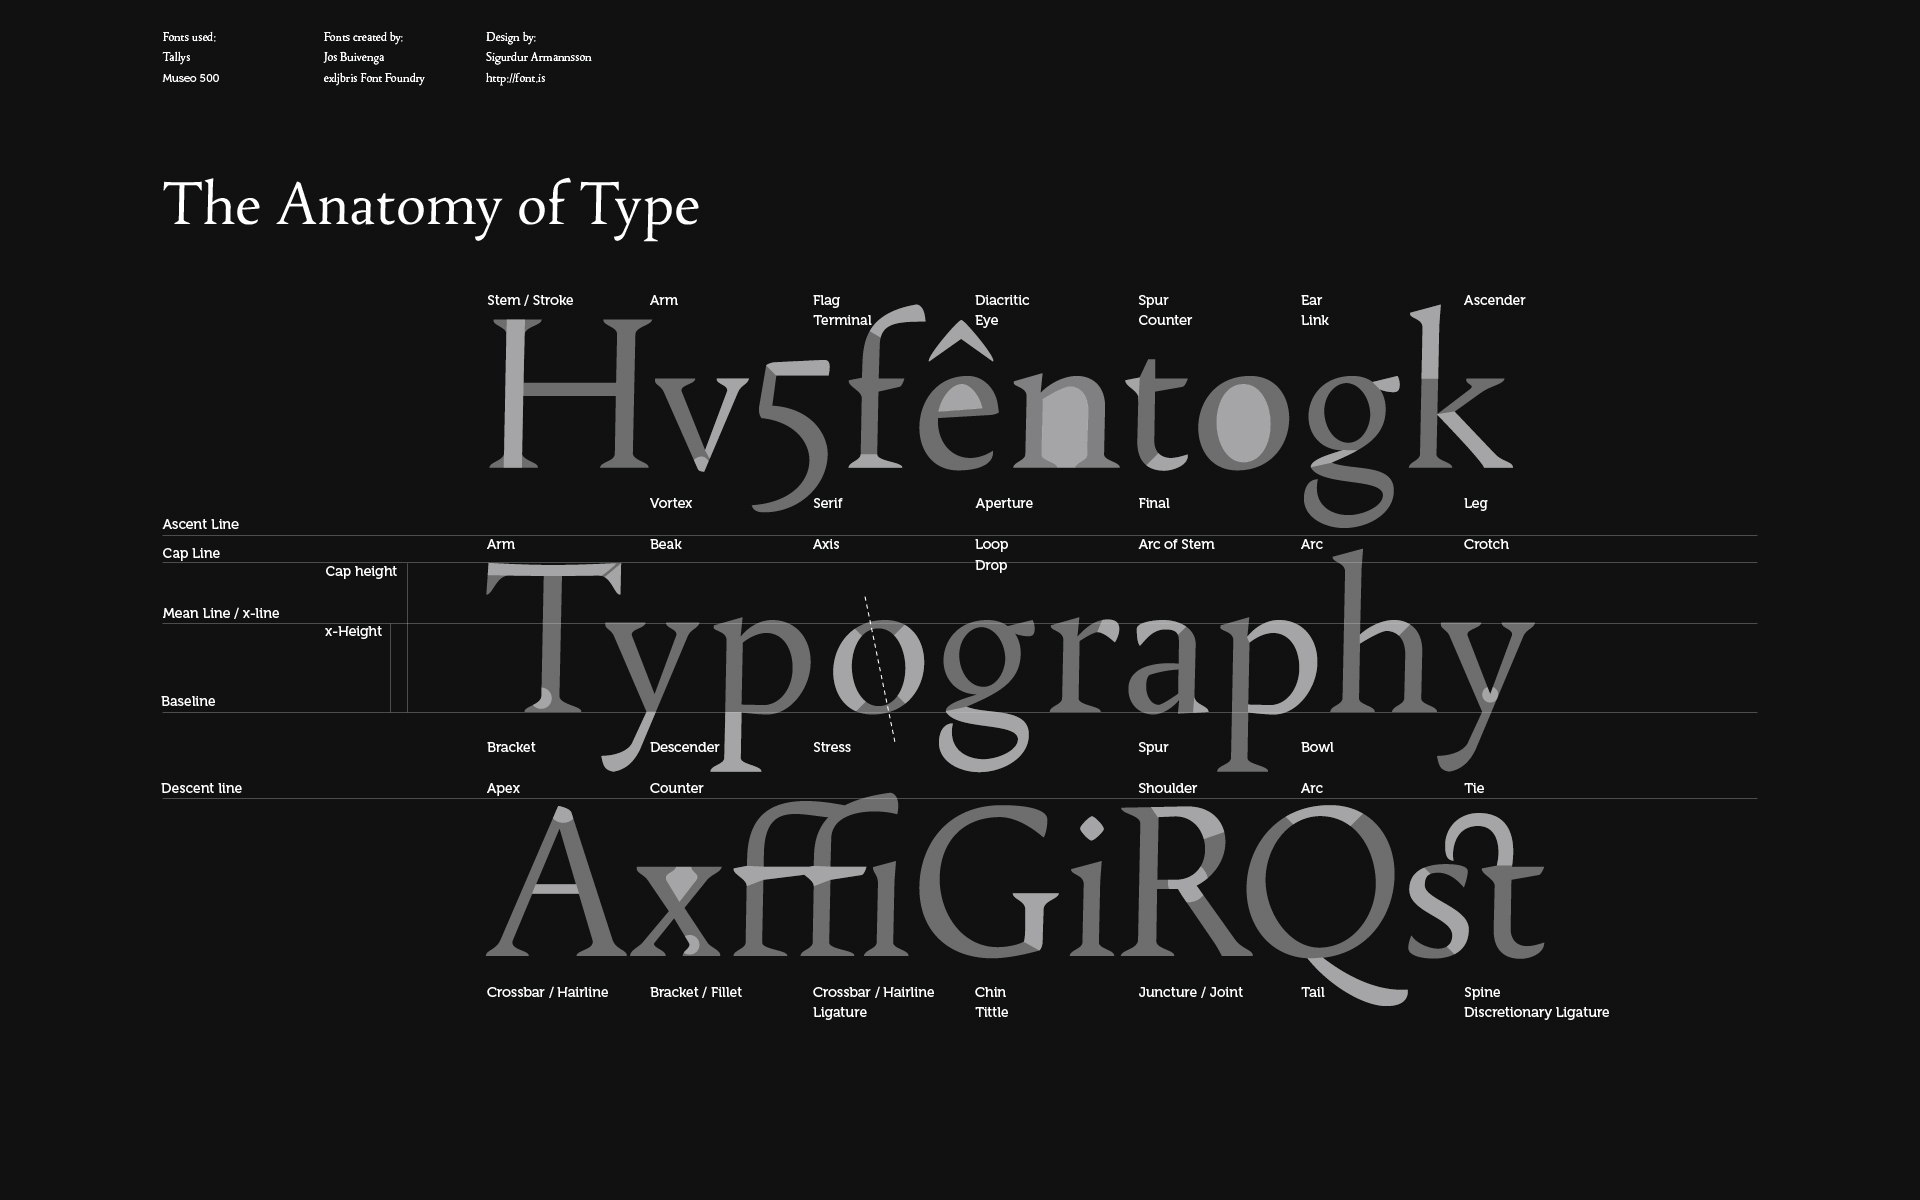 Fonts used:
Tallys
Museo 500
Fonts created by:
Jos Buivenga
exljbris Font Foundry
Design by:
Sigurdur Armannsson
http://font.is
The Anatomy of Type
Stem / Stroke
Arm
Flag
Terminal
Diacritic
Eye
Spur
Counter
Ear
Link
Ascender
Hv5fêntogk
Vortex
Serif
Aperture
Final
Leg
Ascent Line
Cap Line
Cap height
Mean Line / x-line
x-Height
Baseline
Descent line
Arm
Beak
Axis
Loop
Drop
Arc of Stem
Arc
Crotch
Typography
Bracket
Descender
Stress
Spur
Bowl
Apex
Counter
Shoulder
Arc
Tie
AxffiGiRQst
Crossbar / Hairline
Bracket / Fillet
Crossbar / Hairline
Ligature
Chin
Tittle
Juncture / Joint
Tail
Spine
Discretionary Ligature